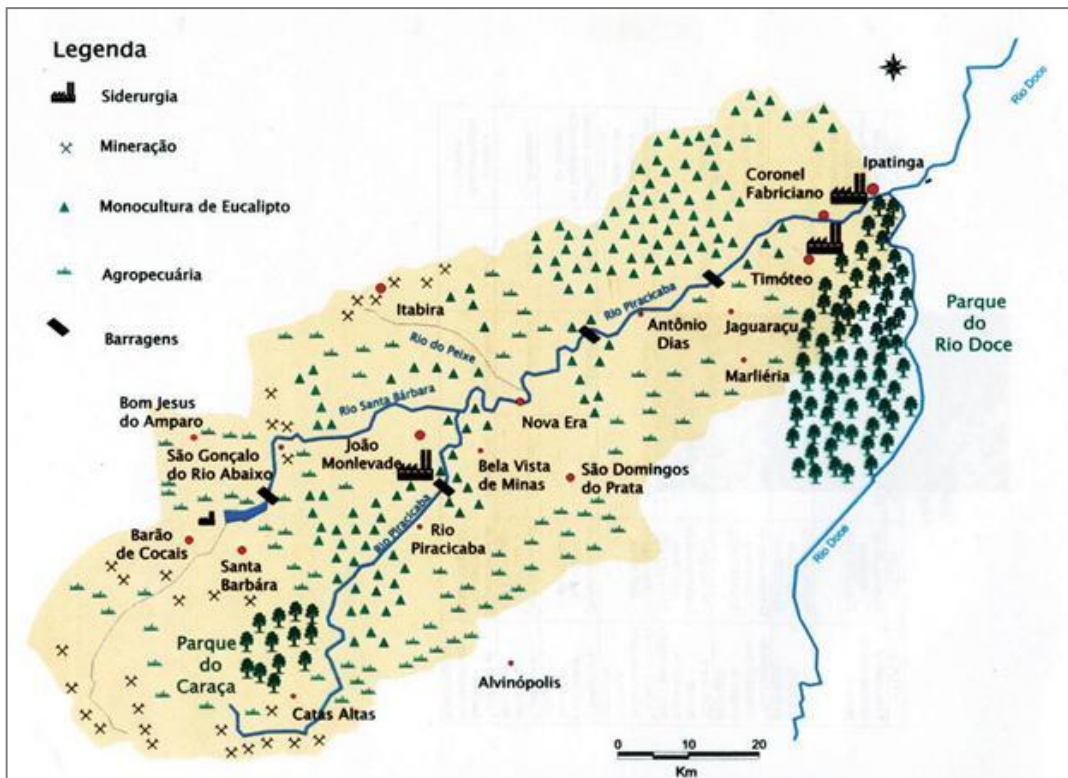 Legenda
Siderurgia
Mineração
Monocultura de Eucalipto
Agropecuária
Barragens
Rio Doce
Ipatinga
Coronel
Fabriciano
Timóteo
Parque
do
Rio Doce
Itabira
Rio Piracicaba
Antônio
Dias
Jaguaraçu
Marliéria
Rio do Peixe
Bom Jesus
do Amparo
Rio Santa Bárbara
Nova Era
São Gonçalo
do Rio Abaixo
João
Monlevade
Bela Vista
de Minas
São Domingos
do Prata
Rio Piracicaba
Rio
Piracicaba
Barão
de Cocais
Santa
Barbára
Rio Doce
Parque
do
Caraça
Catas Altas
Alvinópolis
0 10 20
Km